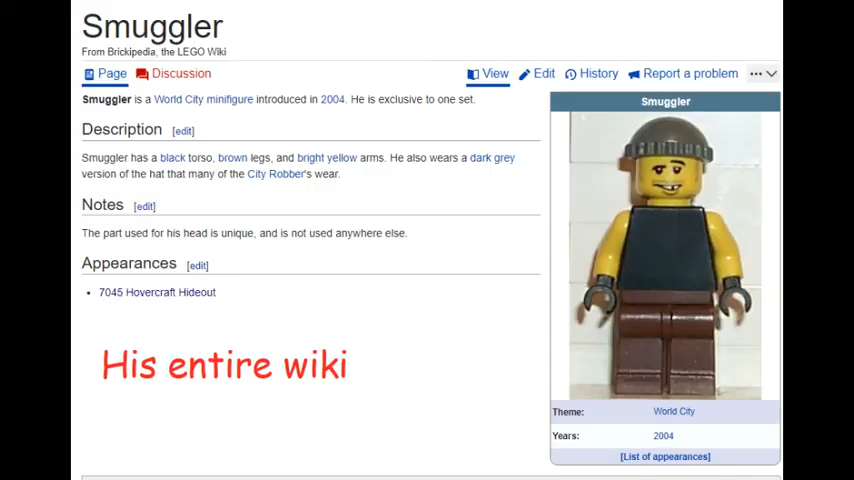 Smuggler
From Brickipedia, the LEGO Wiki
Page Discussion View Edit History Report a problem
Smuggler is a World City minifigure introduced in 2004. He is exclusive to one set.
Description [edit]
Smuggler has a black torso, brown legs, and bright yellow arms. He also wears a dark grey
version of the hat that many of the City Robber's wear.
Notes [edit]
The part used for his head is unique, and is not used anywhere else.
Appearances [edit]
• 7045 Hovercraft Hideout
His entire wiki
Smuggler
Theme: World City
Years: 2004
[List of appearances]